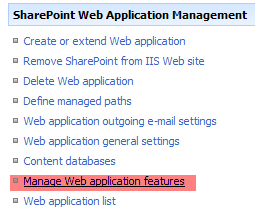 SharePoint Web Application Management
Create or extend Web application
Remove SharePoint from IIS Web site
Delete Web application
Define managed paths
Web application outgoing e-mail settings
Web application general settings
Content databases
Manage Web application features
Web application list